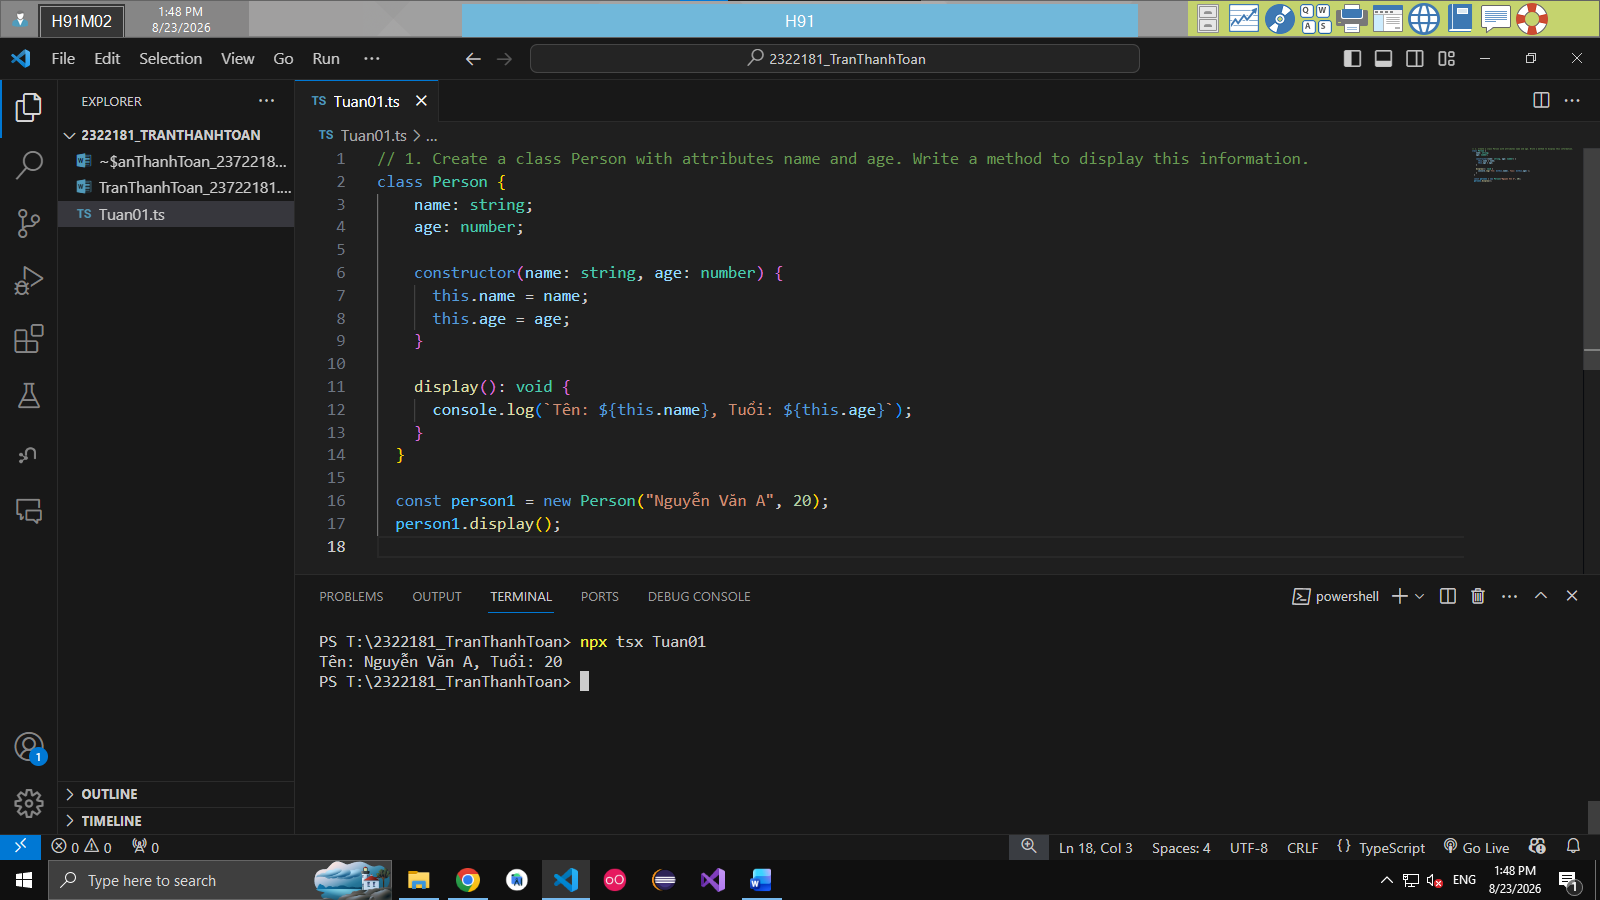 H91M02
1:48 PM
8/23/2026
H91
Q W
A S
File Edit Selection View Go Run ···
2322181_TranThanhToan
EXPLORER ···
2322181_TRANTHANHTOAN
~$anThanhToan_2372218...
TranThanhToan_23722181....
TS Tuan01.ts
OUTLINE
TIMELINE
TS Tuan01.ts
TS Tuan01.ts > ...
1 // 1. Create a class Person with attributes name and age. Write a method to display this information.
2 class Person {
3 name: string;
4 age: number;
5
6 constructor(name: string, age: number) {
7 this.name = name;
8 this.age = age;
9 }
10
11 display(): void {
12 console.log(`Tên: ${this.name}, Tuổi: ${this.age}`);
13 }
14 }
15
16 const person1 = new Person("Nguyễn Văn A", 20);
17 person1.display();
18
PROBLEMS OUTPUT TERMINAL PORTS DEBUG CONSOLE
powershell
PS T:\2322181_TranThanhToan> npx tsx Tuan01
Tên: Nguyễn Văn A, Tuổi: 20
PS T:\2322181_TranThanhToan>
1
0 0 0
Ln 18, Col 3 Spaces: 4 UTF-8 CRLF {} TypeScript Go Live
Type here to search
ENG
1:48 PM
8/23/2026
1